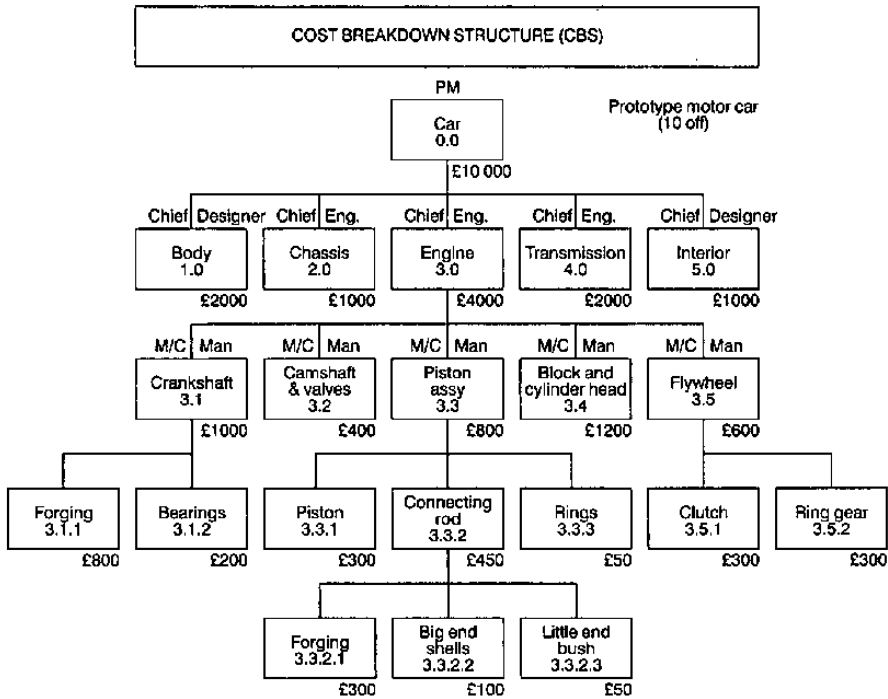 COST BREAKDOWN STRUCTURE (CBS)
PM
Prototype motor car
(10 off)
Car
0.0
£10 000
Chief Designer Chief Eng. Chief Eng. Chief Eng. Chief Designer
Body Chassis Engine Transmission Interior
1.0 2.0 3.0 4.0 5.0
£2000 £1000 £4000 £2000 £1000
M/C Man M/C Man M/C Man M/C Man M/C Man
Crankshaft
3.1
Camshaft
& valves
3.2
Piston
assy
3.3
Block and
cylinder head
3.4
Flywheel
3.5
£1000 £400 £800 £1200 £600
Forging
3.1.1
Bearings
3.1.2
Piston
3.3.1
Connecting
rod
3.3.2
Rings
3.3.3
Clutch
3.5.1
Ring gear
3.5.2
£800 £200 £300 £450 £50 £300 £300
Forging
3.3.2.1
Big end
shells
3.3.2.2
Little end
bush
3.3.2.3
£300 £100 £50